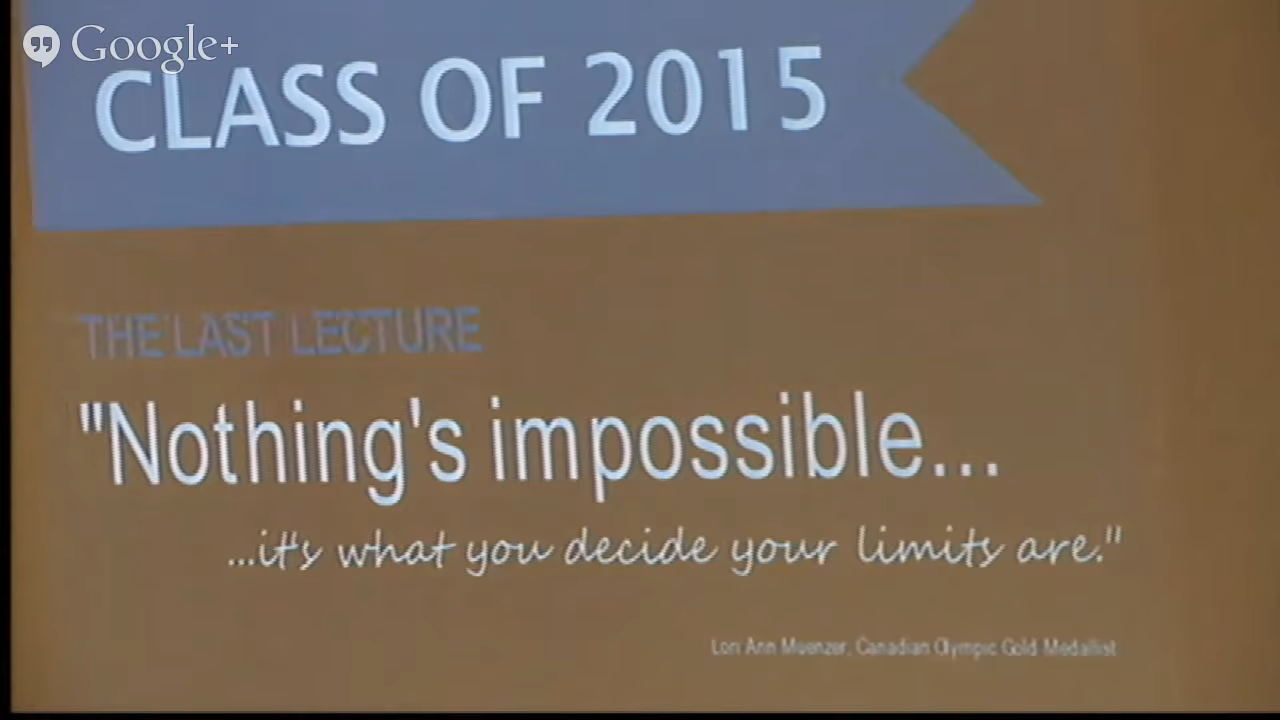 Google+
CLASS OF 2015
THE LAST LECTURE
"Nothing's impossible...
...it's what you decide your limits are."
Lori Ann Muenzer, Canadian Olympic Gold Medallist